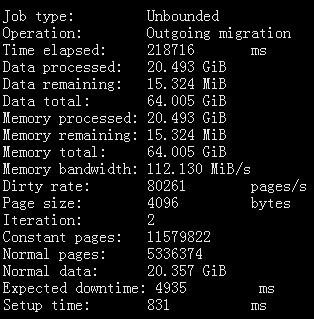 Job type: Unbounded
Operation: Outgoing migration
Time elapsed: 218716 ms
Data processed: 20.493 GiB
Data remaining: 15.324 MiB
Data total: 64.005 GiB
Memory processed: 20.493 GiB
Memory remaining: 15.324 MiB
Memory total: 64.005 GiB
Memory bandwidth: 112.130 MiB/s
Dirty rate: 80261 pages/s
Page size: 4096 bytes
Iteration: 2
Constant pages: 11579822
Normal pages: 5336374
Normal data: 20.357 GiB
Expected downtime: 4935 ms
Setup time: 831 ms